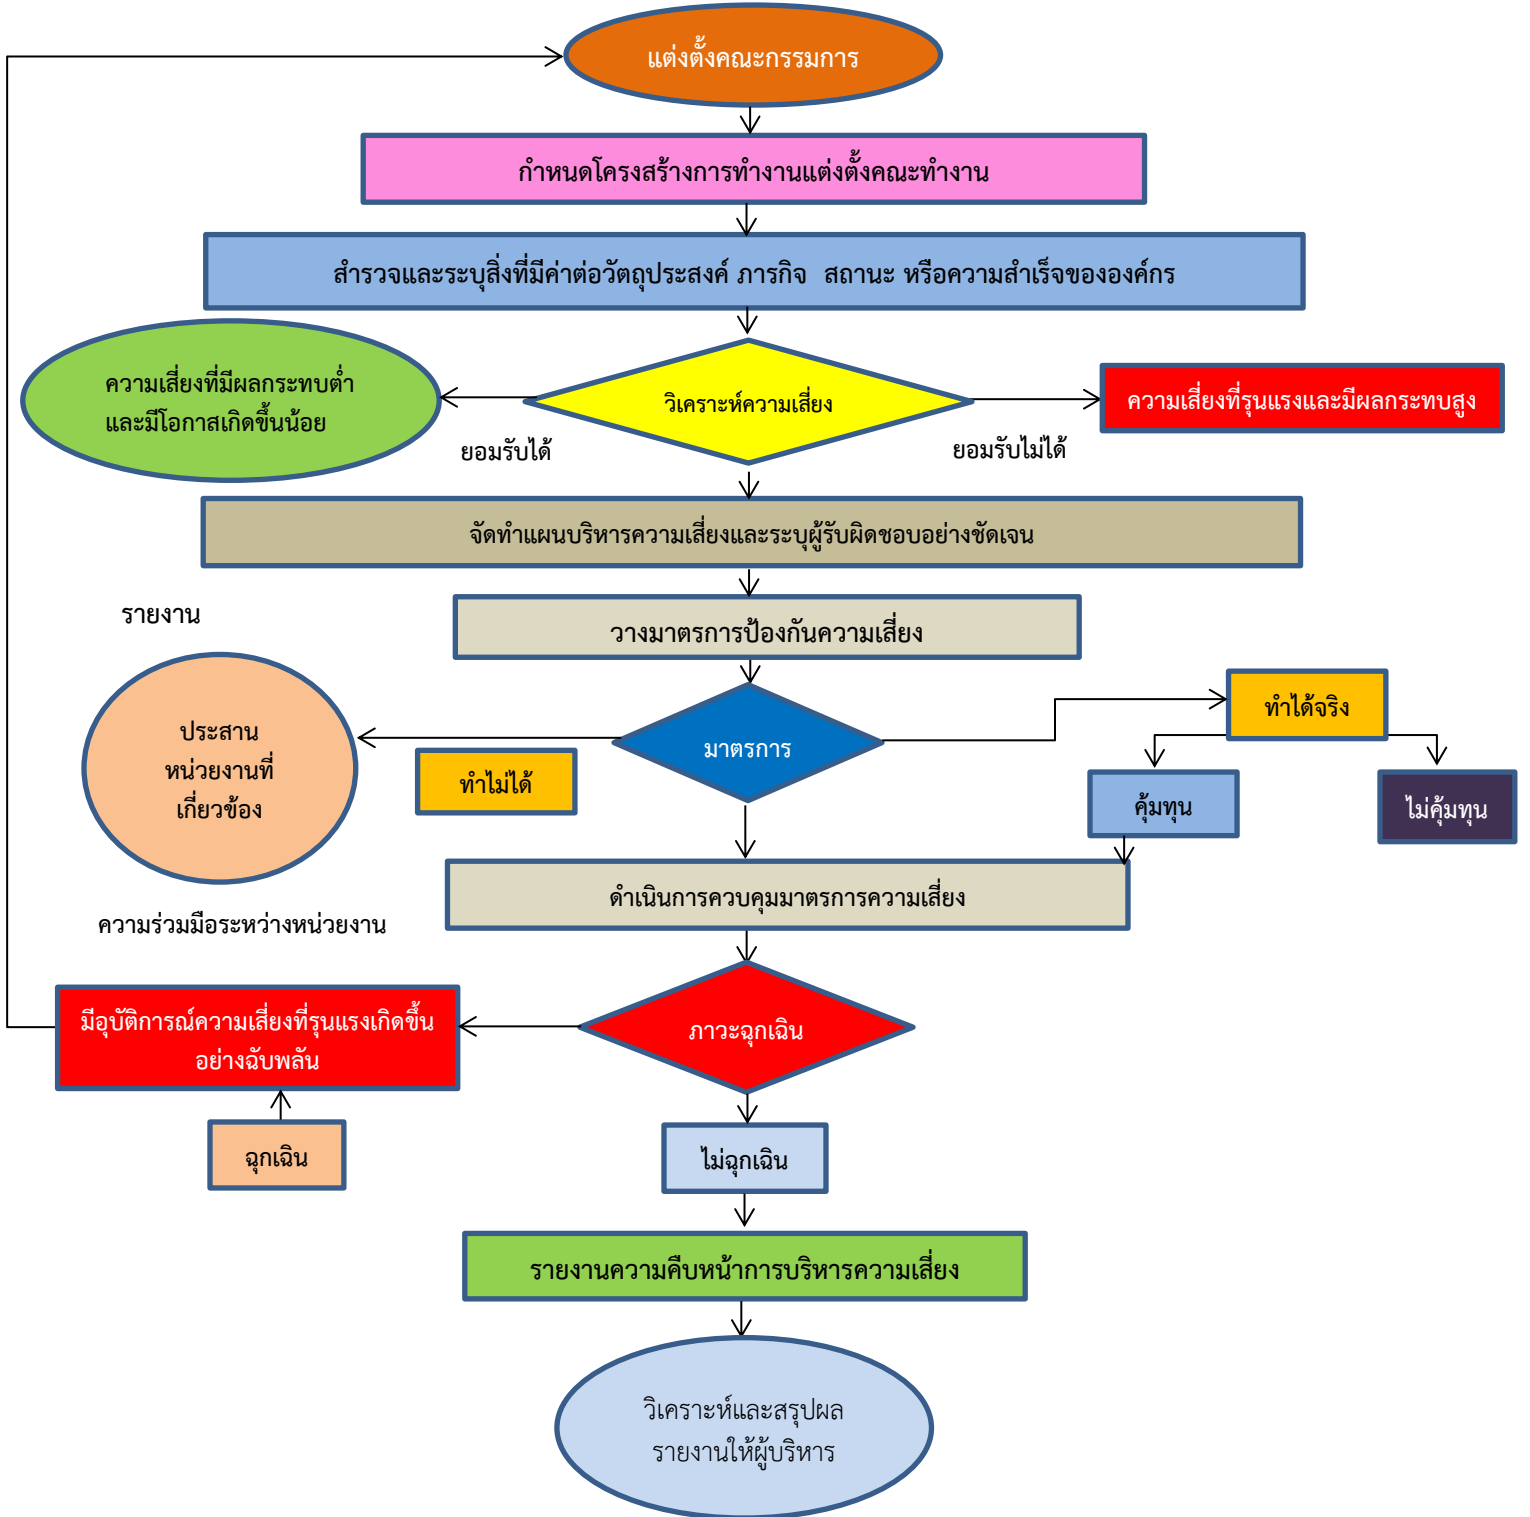 แต่งตั้งคณะกรรมการ
กำหนดโครงสร้างการทำงานแต่งตั้งคณะทำงาน
สำรวจและระบุสิ่งที่มีค่าต่อวัตถุประสงค์ ภารกิจ สถานะ หรือความสำเร็จขององค์กร
ความเสี่ยงที่มีผลกระทบต่ำ
และมีโอกาสเกิดขึ้นน้อย
วิเคราะห์ความเสี่ยง
ความเสี่ยงที่รุนแรงและมีผลกระทบสูง
ยอมรับได้
ยอมรับไม่ได้
จัดทำแผนบริหารความเสี่ยงและระบุผู้รับผิดชอบอย่างชัดเจน
รายงาน
วางมาตรการป้องกันความเสี่ยง
ประสาน
หน่วยงานที่
เกี่ยวข้อง
ทำไม่ได้
มาตรการ
ทำได้จริง
คุ้มทุน
ไม่คุ้มทุน
ดำเนินการควบคุมมาตรการความเสี่ยง
ความร่วมมือระหว่างหน่วยงาน
มีอุบัติการณ์ความเสี่ยงที่รุนแรงเกิดขึ้น
อย่างฉับพลัน
ภาวะฉุกเฉิน
ฉุกเฉิน
ไม่ฉุกเฉิน
รายงานความคืบหน้าการบริหารความเสี่ยง
วิเคราะห์และสรุปผล
รายงานให้ผู้บริหาร